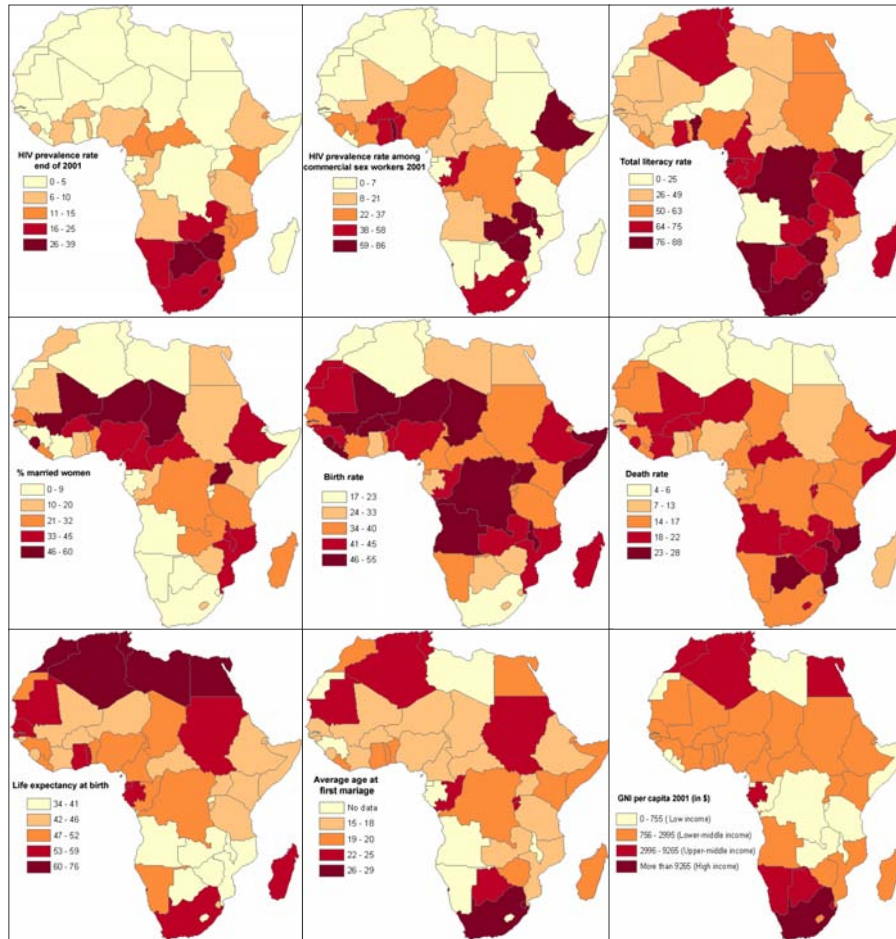 HIV prevalence rate
end of 2001
0 - 5
6 - 10
11 - 15
16 - 25
26 - 39
HIV prevalence rate among
commercial sex workers 2001
0 - 7
8 - 21
22 - 37
38 - 58
59 - 86
Total literacy rate
0 - 25
26 - 49
50 - 63
64 - 75
76 - 88
% married women
0 - 9
10 - 20
21 - 32
33 - 45
46 - 60
Birth rate
17 - 23
24 - 33
34 - 40
41 - 45
46 - 55
Death rate
4 - 6
7 - 13
14 - 17
18 - 22
23 - 28
Life expectancy at birth
34 - 41
42 - 46
47 - 52
53 - 59
60 - 76
Average age at
first mariage
No data
15 - 18
19 - 20
22 - 25
26 - 29
GNI per capita 2001 (in $)
0 - 755 ( Low income)
756 - 2995 (Lower-middle income)
2996 - 9265 (Upper-middle income)
More than 9265 (High income)